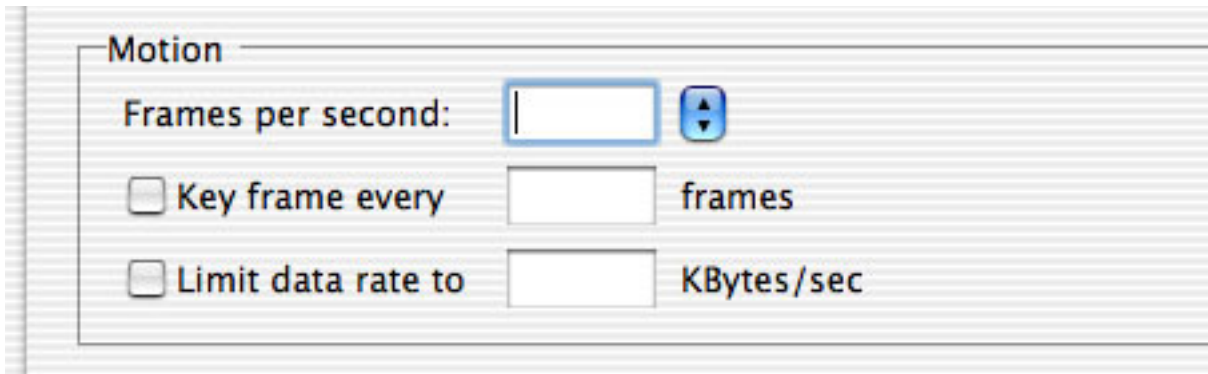 Motion
Frames per second:
Key frame every frames
Limit data rate to KBytes/sec